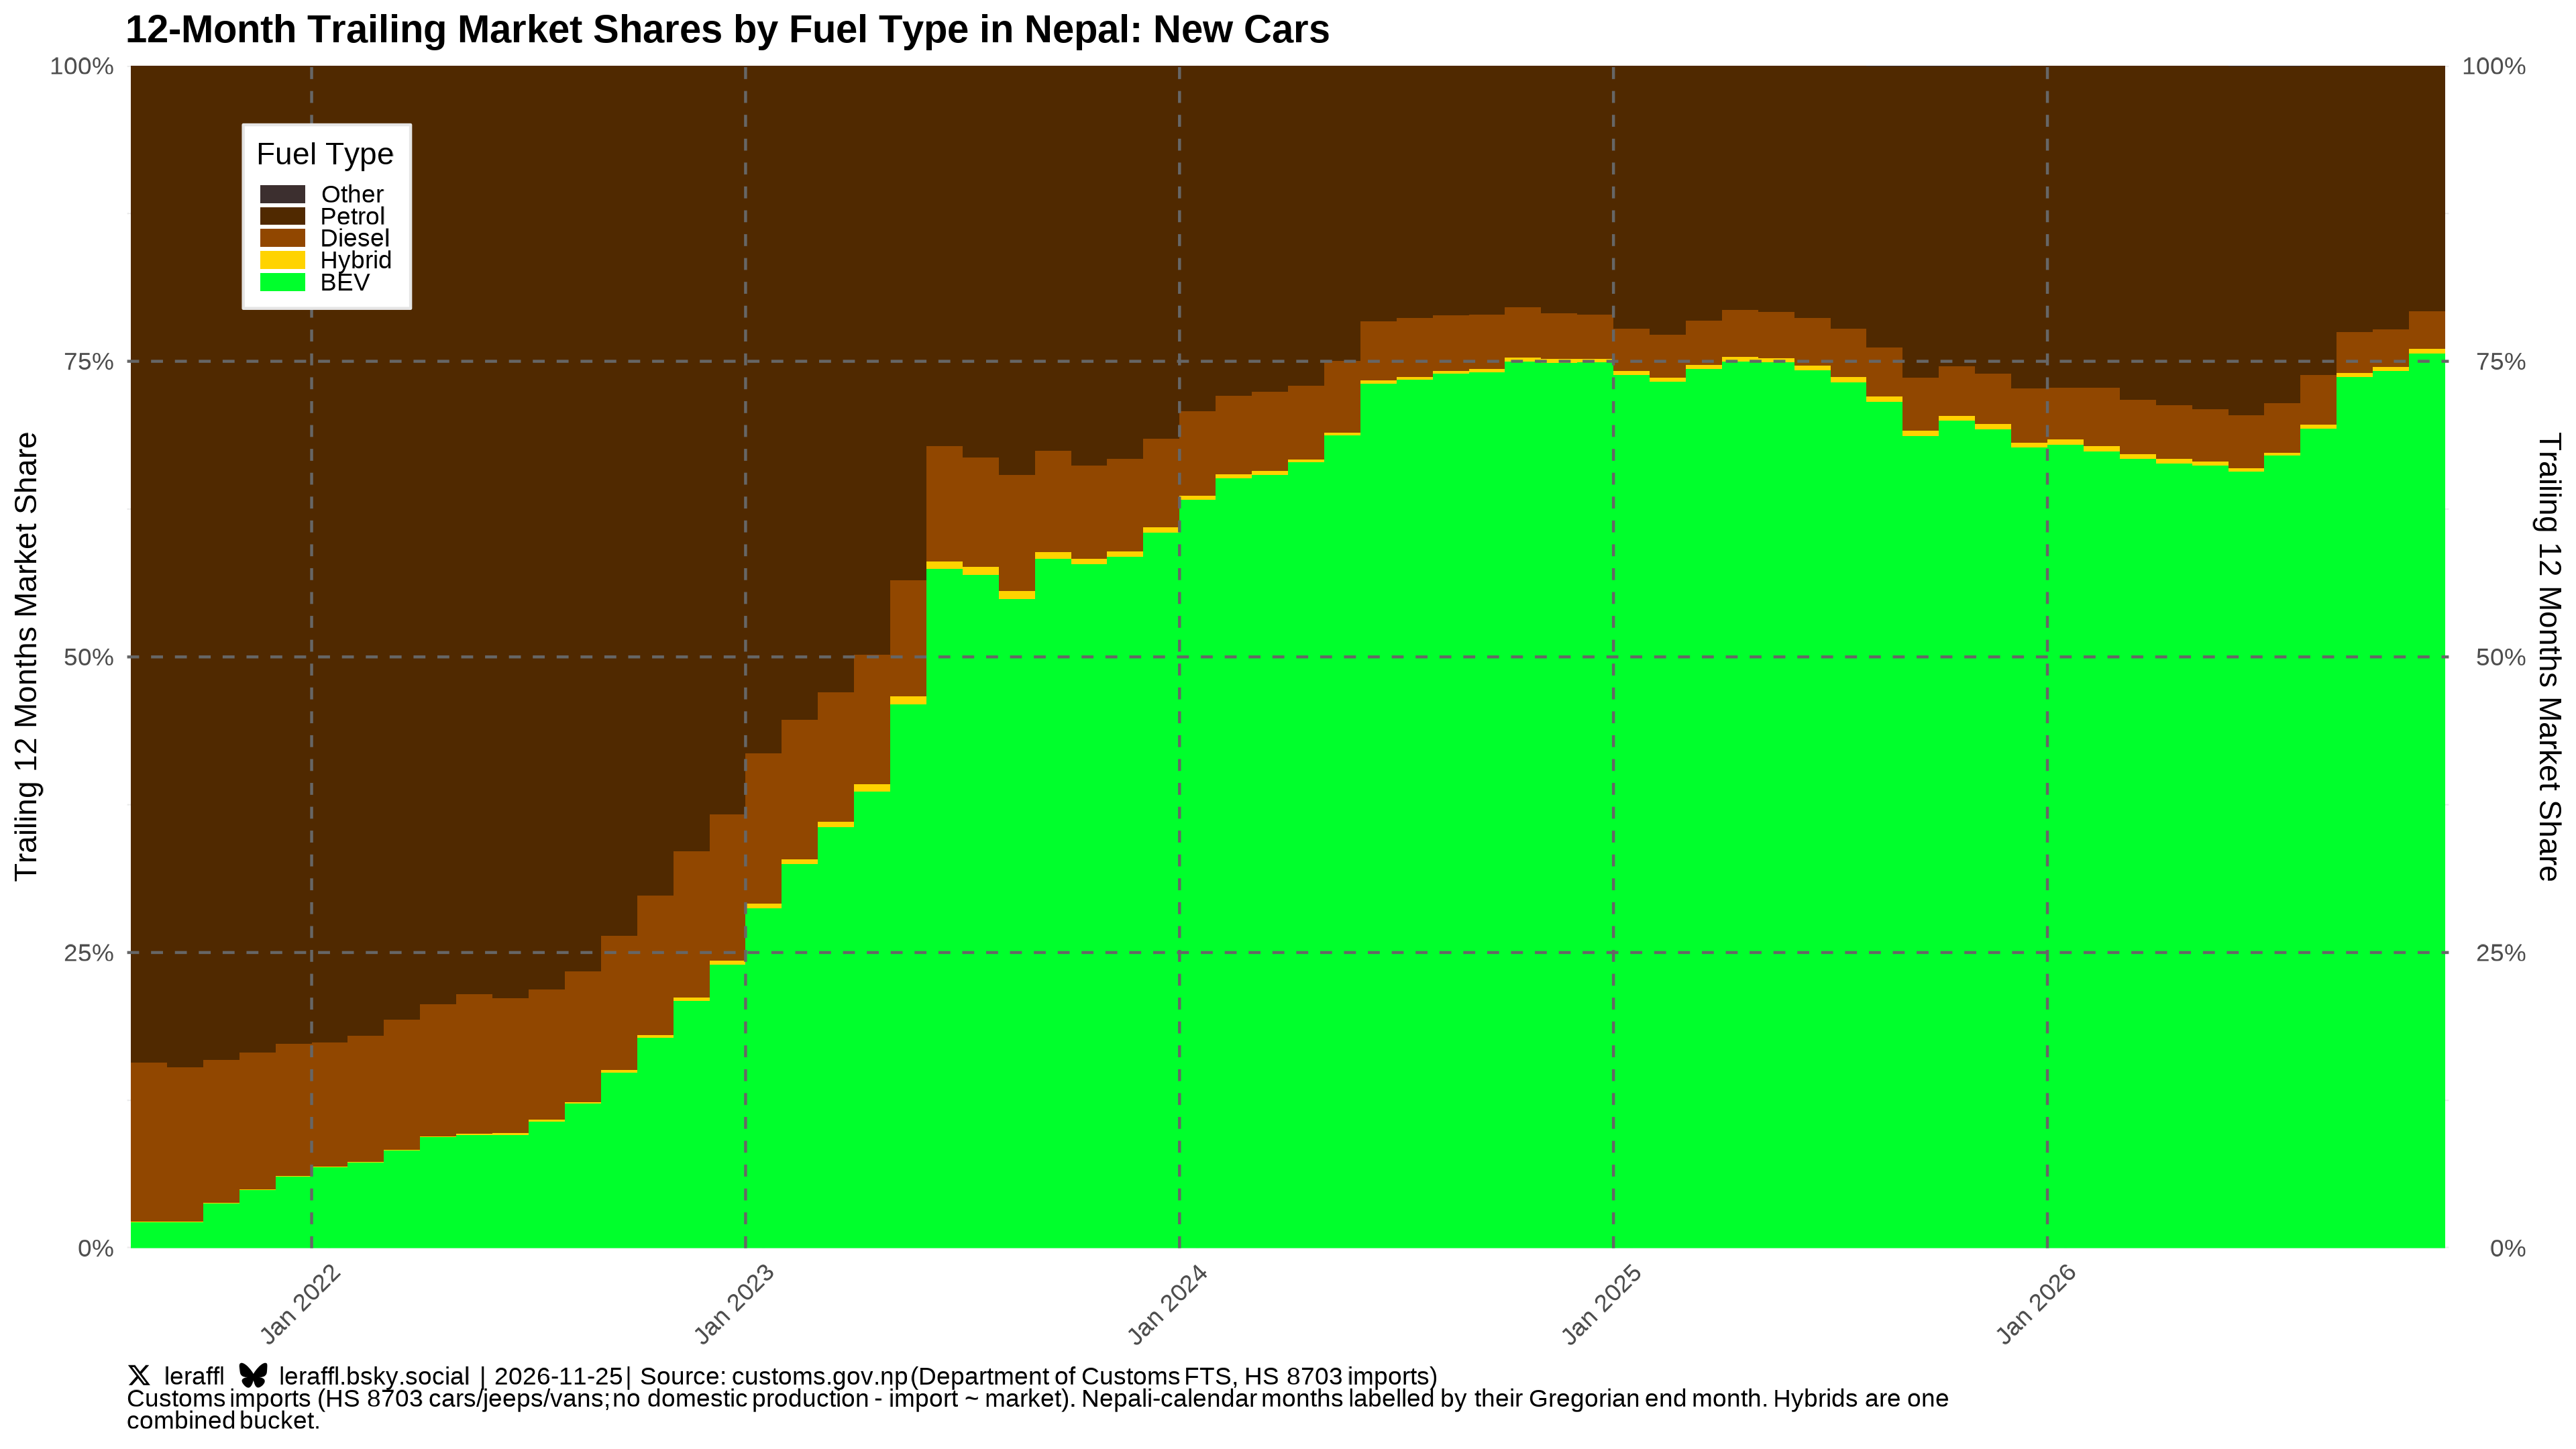 12-Month Trailing Market Shares by Fuel Type in Nepal: New Cars
100%
75%
50%
25%
0%
Trailing 12 Months Market Share
Fuel Type
Other
Petrol
Diesel
Hybrid
BEV
100%
75%
50%
25%
0%
Trailing 12 Months Market Share
Jan 2022
Jan 2023
Jan 2024
Jan 2025
Jan 2026
leraffl leraffl.bsky.social | 2026-11-25 | Source: customs.gov.np (Department of Customs FTS, HS 8703 imports)
Customs imports (HS 8703 cars/jeeps/vans; no domestic production - import ~ market). Nepali-calendar months labelled by their Gregorian end month. Hybrids are one
combined bucket.